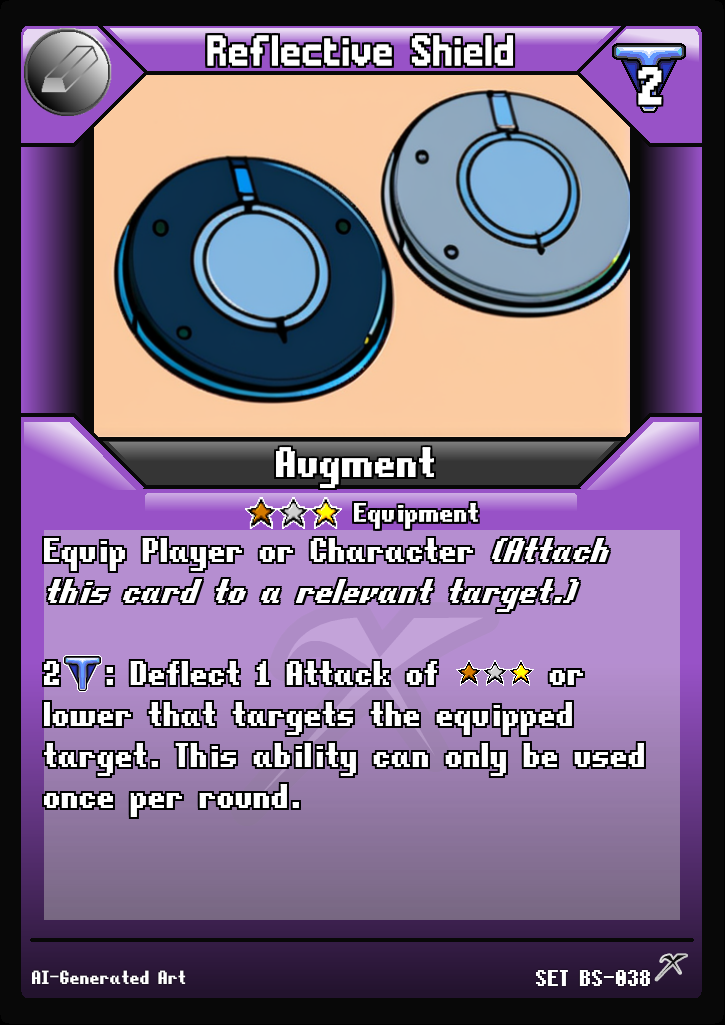 Reflective Shield
2
Augment
Equipment
Equip Player or Character (Attach
this card to a relevant target.)
2 : Deflect 1 Attack of or
lower that targets the equipped
target. This ability can only be used
once per round.
AI-Generated Art
SET BS-038